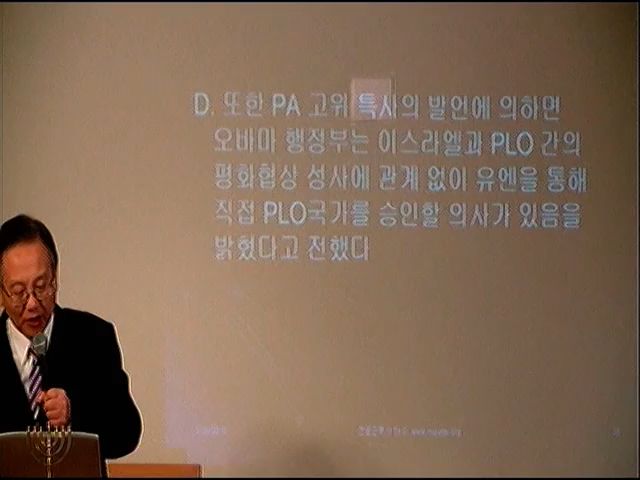 D. 또한 PA 고위 특사의 발언에 의하면
오바마 행정부는 이스라엘과 PLO 간의
평화협상 성사에 관계 없이 유엔을 통해
직접 PLO국가를 승인할 의사가 있음을
밝혔다고 전했다